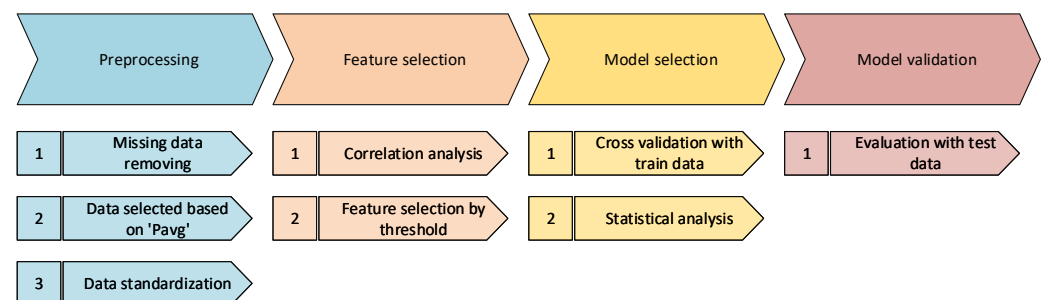 Preprocessing
Feature selection
Model selection
Model validation
1
Missing data
removing
2
Data selected based
on 'Pavg'
3
Data standardization
1
Correlation analysis
2
Feature selection by
threshold
1
Cross validation with
train data
2
Statistical analysis
1
Evaluation with test
data